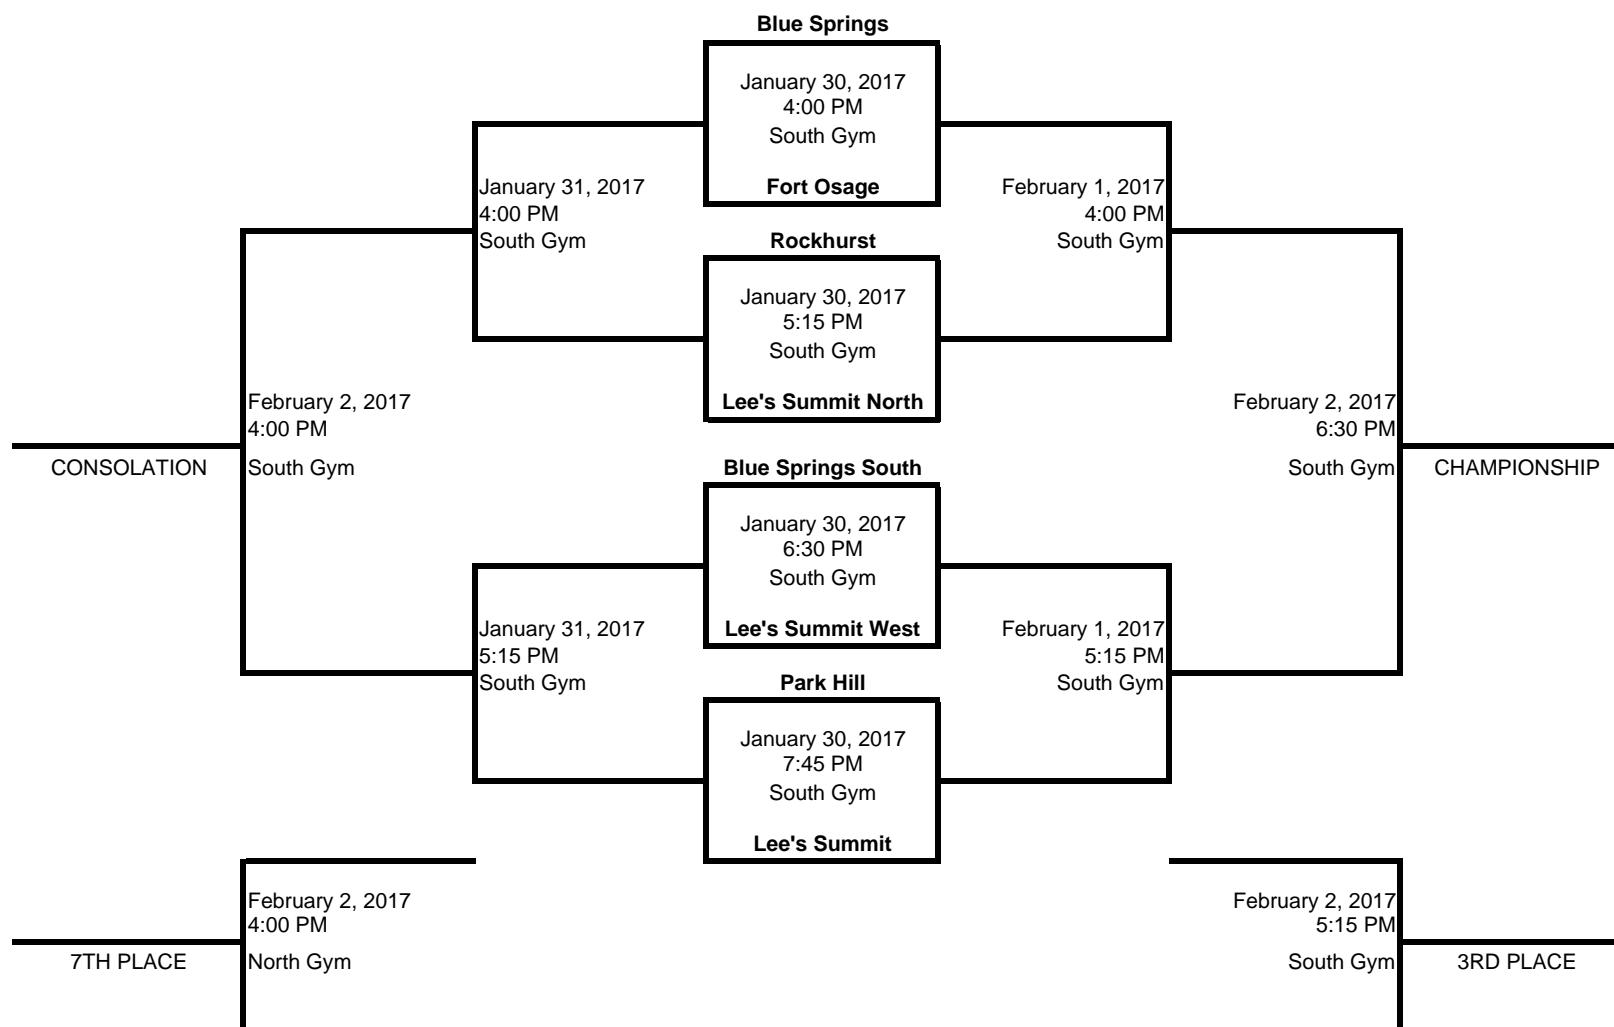 Blue Springs
January 30, 2017
4:00 PM
South Gym
Fort Osage
January 31, 2017
4:00 PM
South Gym
February 1, 2017
4:00 PM
South Gym
Rockhurst
January 30, 2017
5:15 PM
South Gym
Lee's Summit North
February 2, 2017
4:00 PM
South Gym
CONSOLATION
February 2, 2017
6:30 PM
South Gym
CHAMPIONSHIP
Blue Springs South
January 30, 2017
6:30 PM
South Gym
Lee's Summit West
January 31, 2017
5:15 PM
South Gym
February 1, 2017
5:15 PM
South Gym
Park Hill
January 30, 2017
7:45 PM
South Gym
Lee's Summit
February 2, 2017
4:00 PM
North Gym
7TH PLACE
February 2, 2017
5:15 PM
South Gym
3RD PLACE